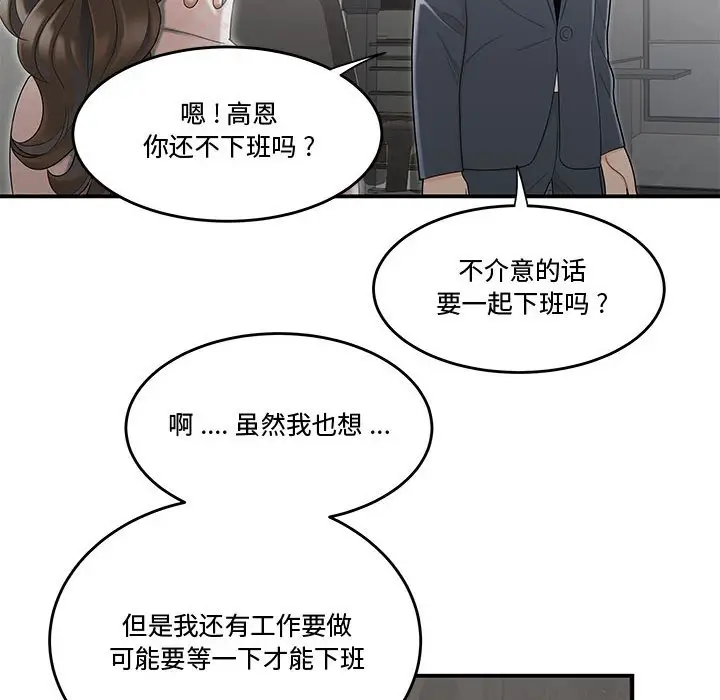 嗯！高恩
你还不下班吗？
不介意的话
要一起下班吗？
啊 .... 虽然我也想 ...
但是我还有工作要做
可能要等一下才能下班